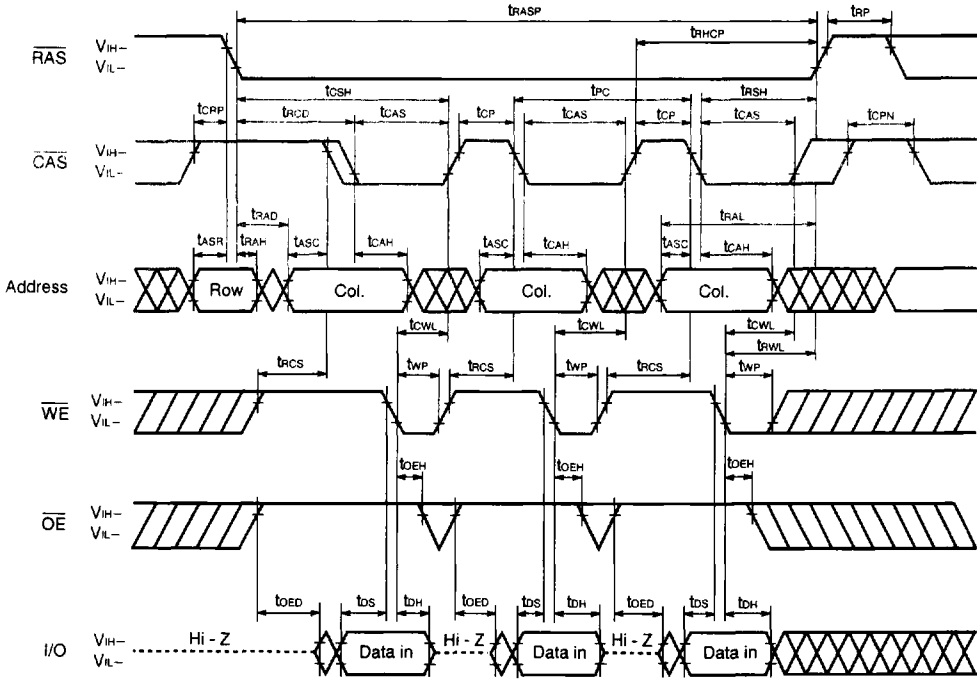 tRASP tRP
tRHCP
RAS VIH–
VIL–
tCSH tPC tRSH
tCRP tRCD tCAS tCP tCAS tCP tCAS tCPN
CAS VIH–
VIL–
tRAD tRAL
tASR tRAH tASC tCAH tASC tCAH tASC tCAH
Address VIH–
VIL–
Row Col. Col. Col.
tCWL tCWL tCWL
tRWL
tRCS tWP tRCS tWP tRCS tWP
WE VIH–
VIL–
tOEH tOEH tOEH
OE VIH–
VIL–
tOED tDS tDH tOED tDS tDH tOED tDS tDH
I/O VIH–
VIL–
Hi - Z Data in Hi - Z Data in Hi - Z Data in